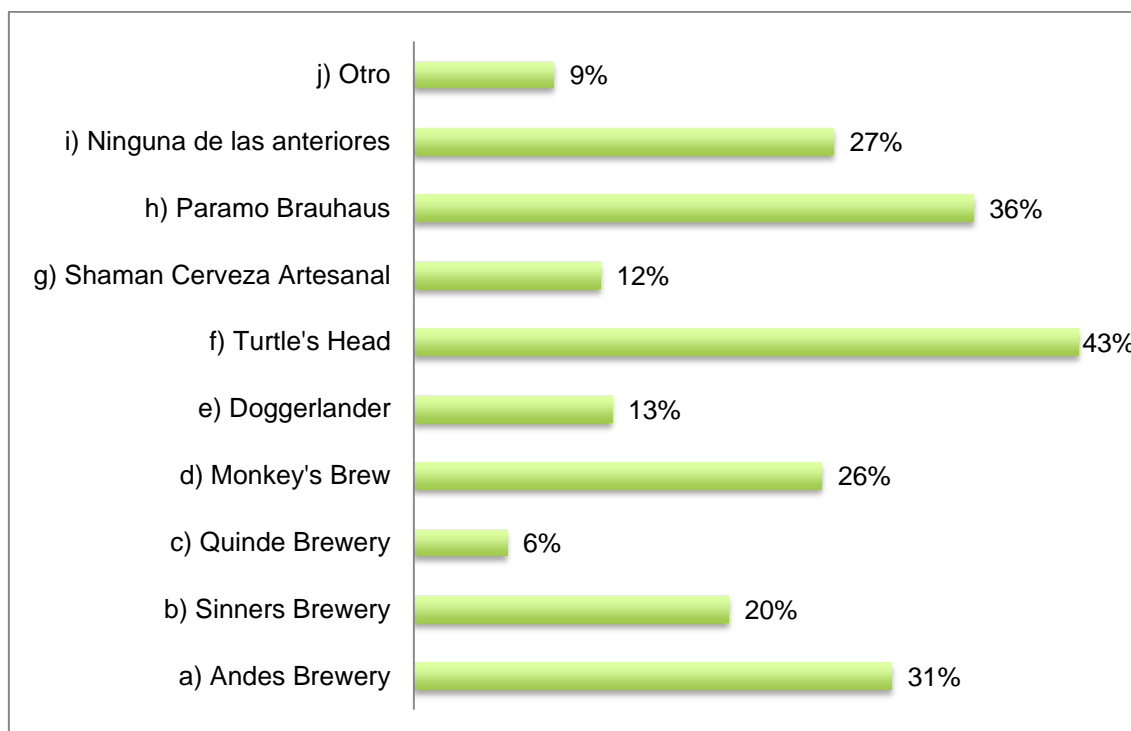 j) Otro 9%
i) Ninguna de las anteriores 27%
h) Paramo Brauhaus 36%
g) Shaman Cerveza Artesanal 12%
f) Turtle's Head 43%
e) Doggerlander 13%
d) Monkey's Brew 26%
c) Quinde Brewery 6%
b) Sinners Brewery 20%
a) Andes Brewery 31%